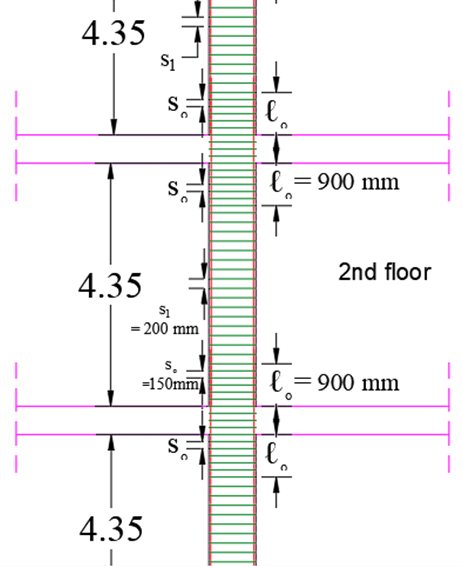 4.35
s₁
sₒ
ℓₒ
sₒ
ℓₒ = 900 mm
2nd floor
4.35
s₁
= 200 mm
sₒ
=150mm
ℓₒ = 900 mm
sₒ
ℓₒ
4.35